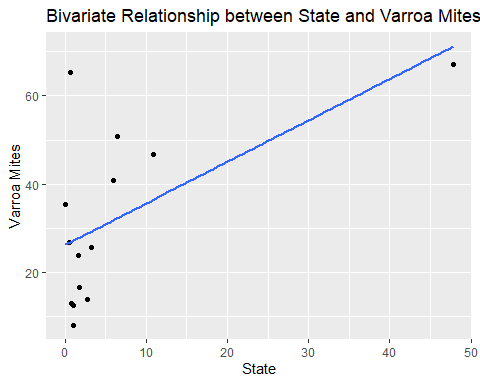 Bivariate Relationship between State and Varroa Mites
60
40
20
Varroa Mites
0 10 20 30 40 50
State